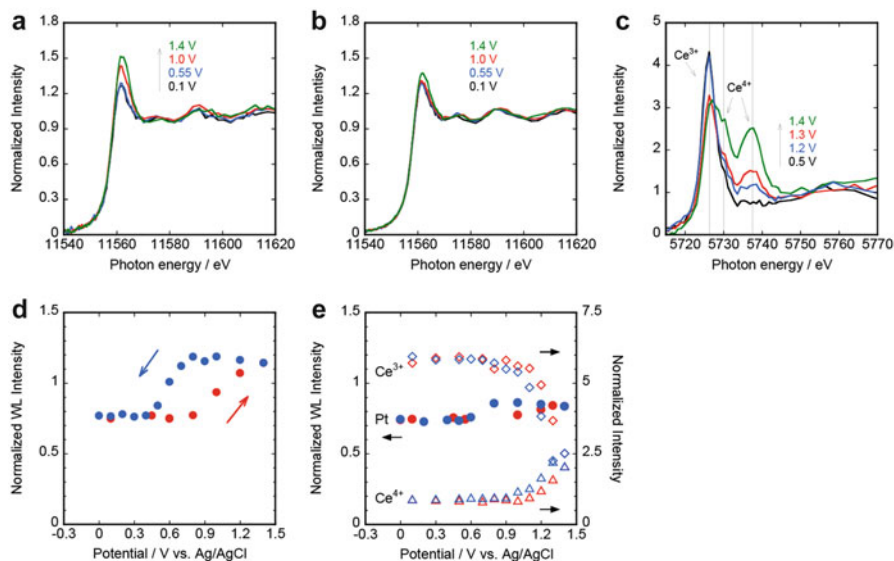 a
1.5
1.2
0.9
0.6
0.3
0
Normalized Intensity
1.4 V
1.0 V
0.55 V
0.1 V
11540 11560 11580 11600 11620
Photon energy / eV
b
1.5
1.2
0.9
0.6
0.3
0
Normalized Intentisy
1.4 V
1.0 V
0.55 V
0.1 V
11540 11560 11580 11600 11620
Photon energy / eV
c
5
4
3
2
1
0
Normalized Intensity
Ce3+
Ce4+
1.4 V
1.3 V
1.2 V
0.5 V
5720 5730 5740 5750 5760 5770
Photon energy / eV
d
1.5
1
0.5
0
Normalized WL Intensity
-0.3 0 0.3 0.6 0.9 1.2 1.5
Potential / V vs. Ag/AgCl
e
1.5
1
0.5
0
Normalized WL Intensity
Ce3+
Pt
Ce4+
7.5
5
2.5
0
Normalized Intensity
-0.3 0 0.3 0.6 0.9 1.2 1.5
Potential / V vs. Ag/AgCl